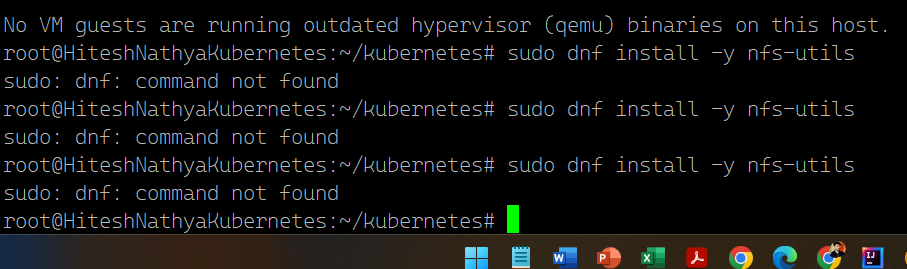 No VM guests are running outdated hypervisor (qemu) binaries on this host.
root@HiteshNathyaKubernetes:~/kubernetes# sudo dnf install -y nfs-utils
sudo: dnf: command not found
root@HiteshNathyaKubernetes:~/kubernetes# sudo dnf install -y nfs-utils
sudo: dnf: command not found
root@HiteshNathyaKubernetes:~/kubernetes# sudo dnf install -y nfs-utils
sudo: dnf: command not found
root@HiteshNathyaKubernetes:~/kubernetes#
W P X IJ